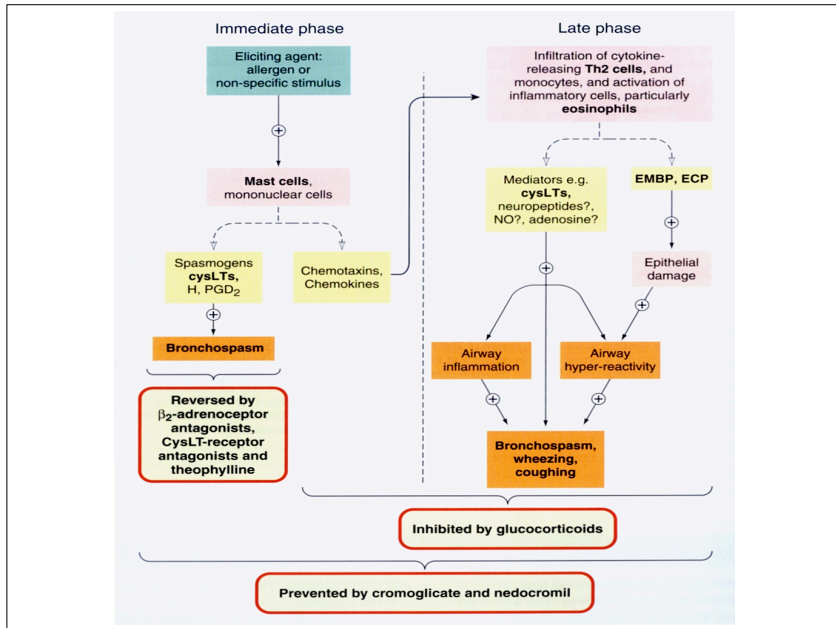 Immediate phase
Eliciting agent:
allergen or
non-specific stimulus
+
Mast cells,
mononuclear cells
Spasmogens
cysLTs,
H, PGD₂
+
Chemotaxins,
Chemokines
Bronchospasm
Reversed by
β₂-adrenoceptor
antagonists,
CysLT-receptor
antagonists and
theophylline
Late phase
Infiltration of cytokine-
releasing Th2 cells, and
monocytes, and activation of
inflammatory cells, particularly
eosinophils
Mediators e.g.
cysLTs,
neuropeptides?,
NO?, adenosine?
EMBP, ECP
+
Epithelial
damage
+
+
Airway
inflammation
Airway
hyper-reactivity
+
+
Bronchospasm,
wheezing,
coughing
Inhibited by glucocorticoids
Prevented by cromoglicate and nedocromil